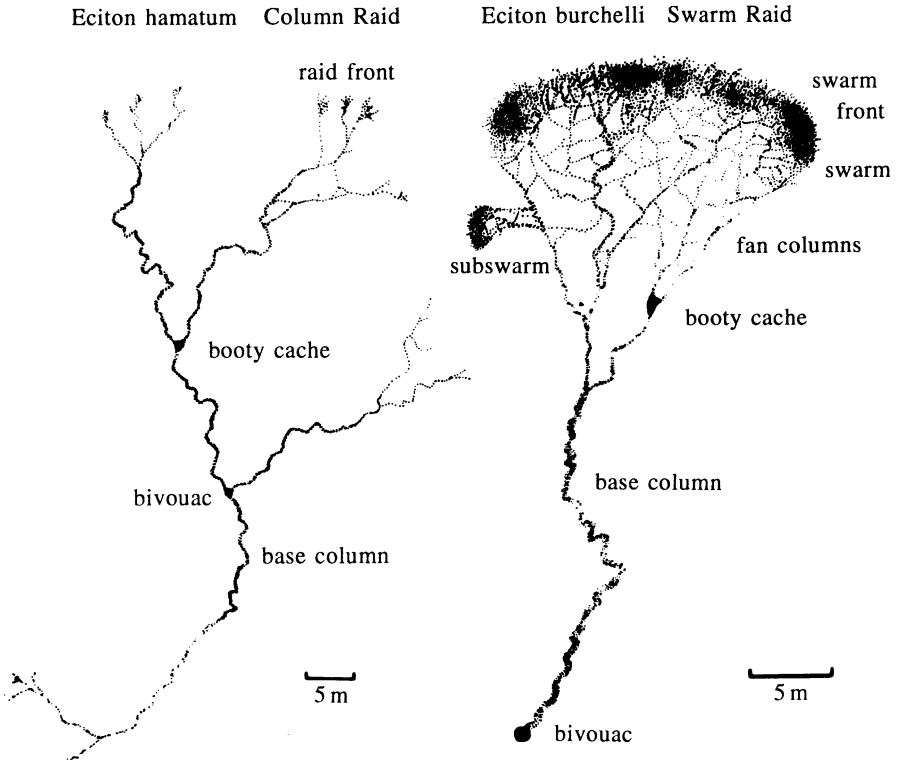 Eciton hamatum Column Raid
raid front
booty cache
bivouac
base column
5 m
Eciton burchelli Swarm Raid
swarm
front
swarm
fan columns
subswarm
booty cache
base column
5 m
bivouac